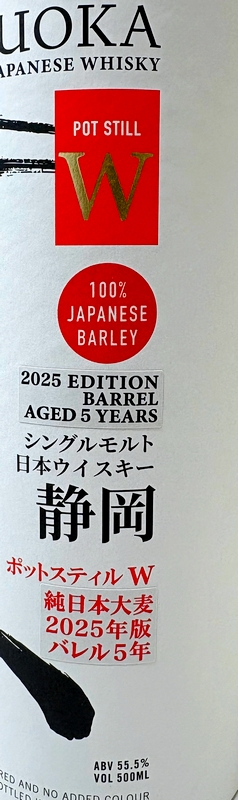 UOKA
JAPANESE WHISKY
POT STILL
W
100%
JAPANESE
BARLEY
2025 EDITION
BARREL
AGED 5 YEARS
シングルモルト
日本ウイスキー
静岡
ポットスティル W
純日本大麦
2025年版
バレル5年
ABV 55.5%
VOL 500ML
RED AND NO ADDED COLOUR